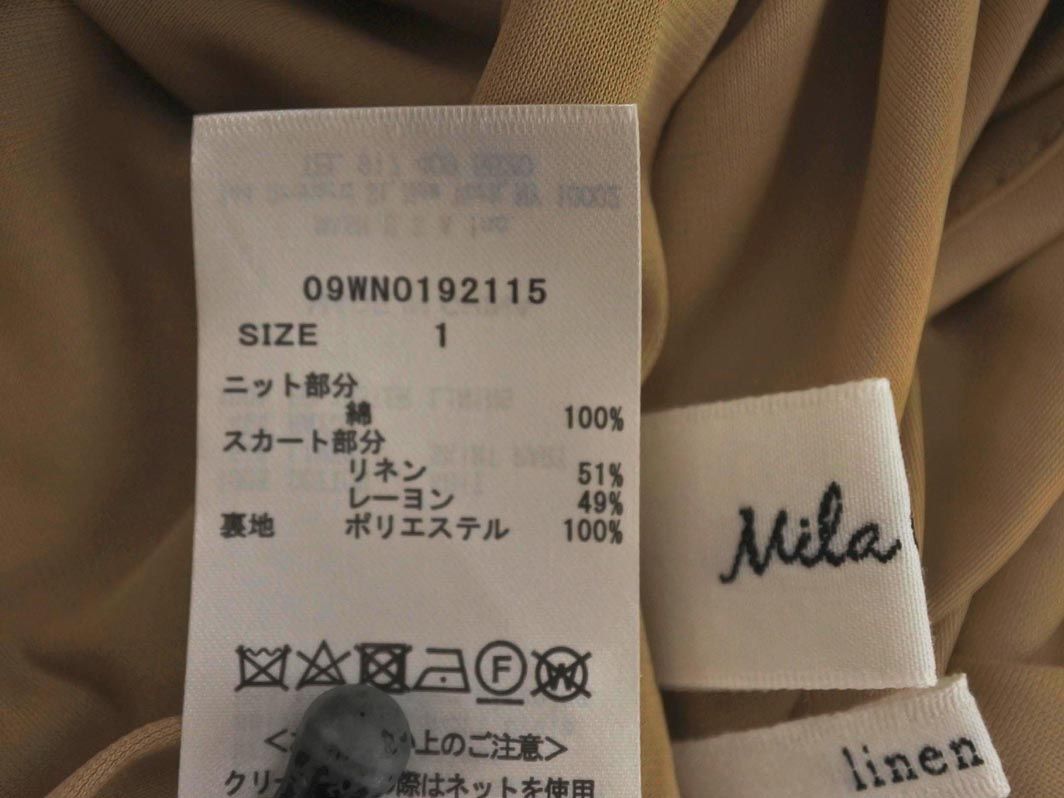 09WN0192115
SIZE 1
ニット部分
綿 100%
スカート部分
リネン 51%
レーヨン 49%
裏地 ポリエステル 100%
F
W
上のご注意>
際はネットを使用
Mila
linen